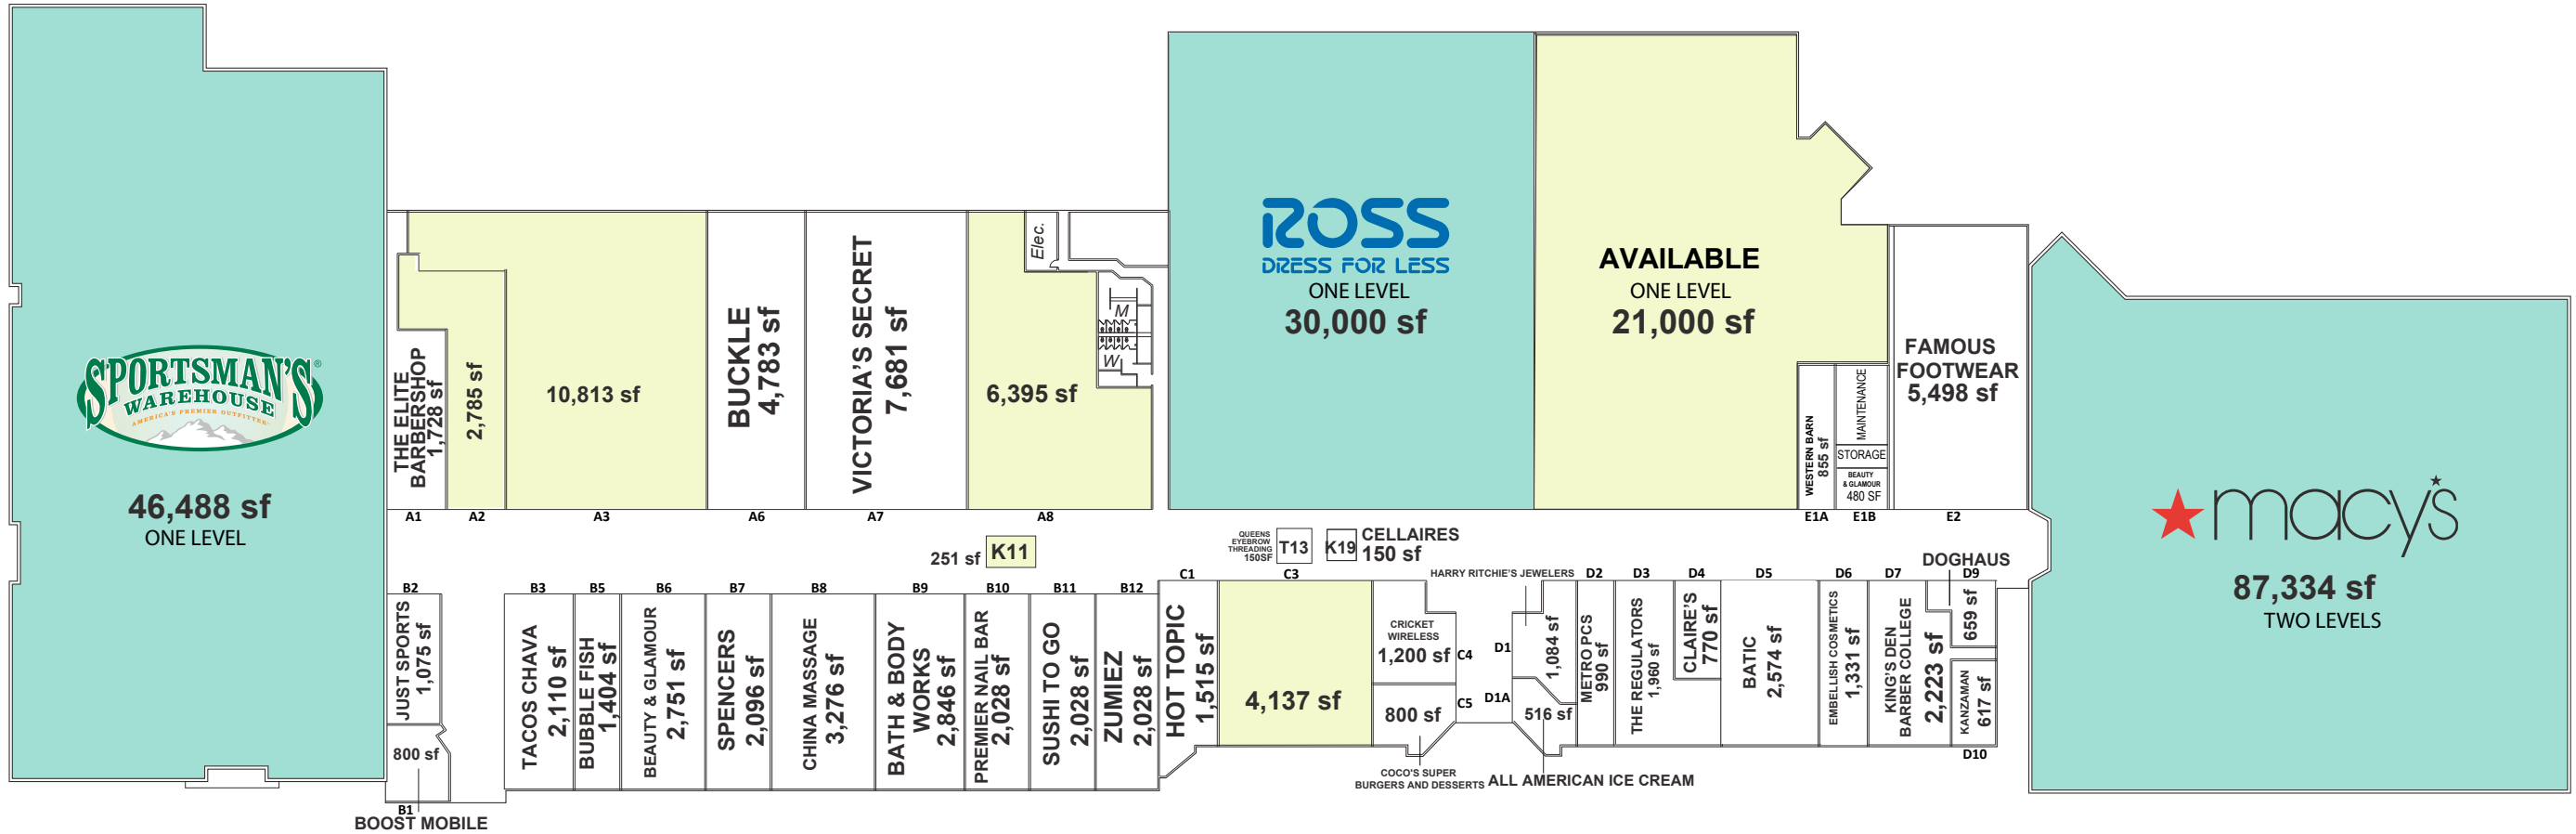 SPORTSMAN'S®
WAREHOUSE
AMERICA'S PREMIER OUTFITTER
46,488 sf
ONE LEVEL
THE ELITE
BARBERSHOP
1,728 sf
A1
2,785 sf
A2
10,813 sf
A3
BUCKLE
4,783 sf
A6
VICTORIA'S SECRET
7,681 sf
A7
6,395 sf
A8
Elec.
M
W
ROSS
DRESS FOR LESS
ONE LEVEL
30,000 sf
AVAILABLE
ONE LEVEL
21,000 sf
WESTERN BARN
855 sf
E1A
MAINTENANCE
STORAGE
BEAUTY
& GLAMOUR
480 SF
E1B
FAMOUS
FOOTWEAR
5,498 sf
E2
macy's
87,334 sf
TWO LEVELS
251 sf
K11
QUEENS
EYEBROW
THREADING
150SF
T13
K19
CELLAIRES
150 sf
B2
JUST SPORTS
1,075 sf
800 sf
B1
BOOST MOBILE
B3
TACOS CHAVA
2,110 sf
B5
BUBBLE FISH
1,404 sf
B6
BEAUTY & GLAMOUR
2,751 sf
B7
SPENCERS
2,096 sf
B8
CHINA MASSAGE
3,276 sf
B9
BATH & BODY
WORKS
2,846 sf
B10
PREMIER NAIL BAR
2,028 sf
B11
SUSHI TO GO
2,028 sf
B12
ZUMIEZ
2,028 sf
C1
HOT TOPIC
1,515 sf
C3
4,137 sf
CRICKET
WIRELESS
1,200 sf
C4
800 sf
C5
COCO'S SUPER
BURGERS AND DESSERTS
HARRY RITCHIE'S JEWELERS
D1
1,084 sf
D1A
516 sf
ALL AMERICAN ICE CREAM
D2
METRO PCS
990 sf
D3
THE REGULATORS
1,960 sf
D4
CLAIRE'S
770 sf
D5
BATIC
2,574 sf
D6
EMBELLISH COSMETICS
1,331 sf
D7
KING'S DEN
BARBER COLLEGE
2,223 sf
DOGHAUS
D9
659 sf
KANZAMAN
617 sf
D10